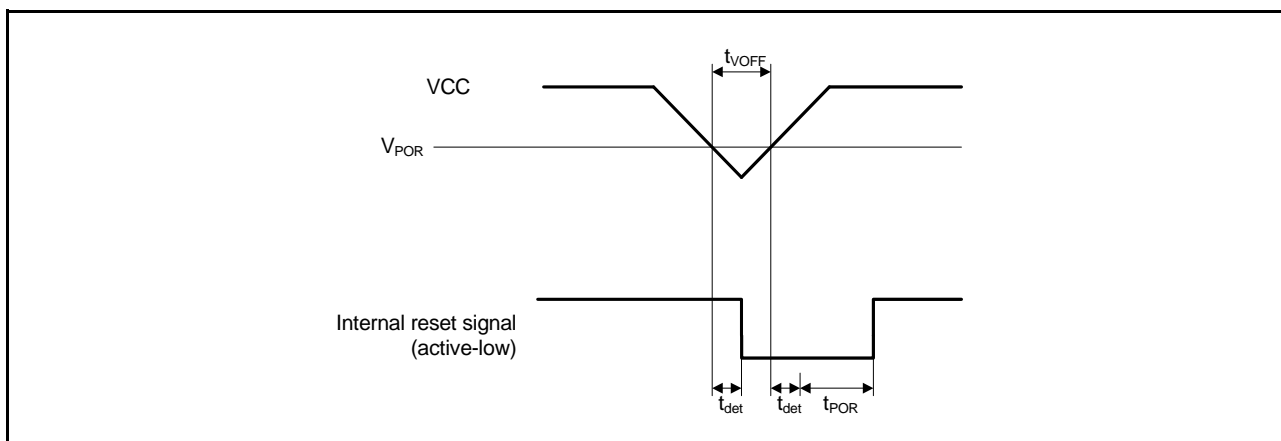 tVOFF
VCC
VPOR
Internal reset signal
(active-low)
tdet
tdet
tPOR